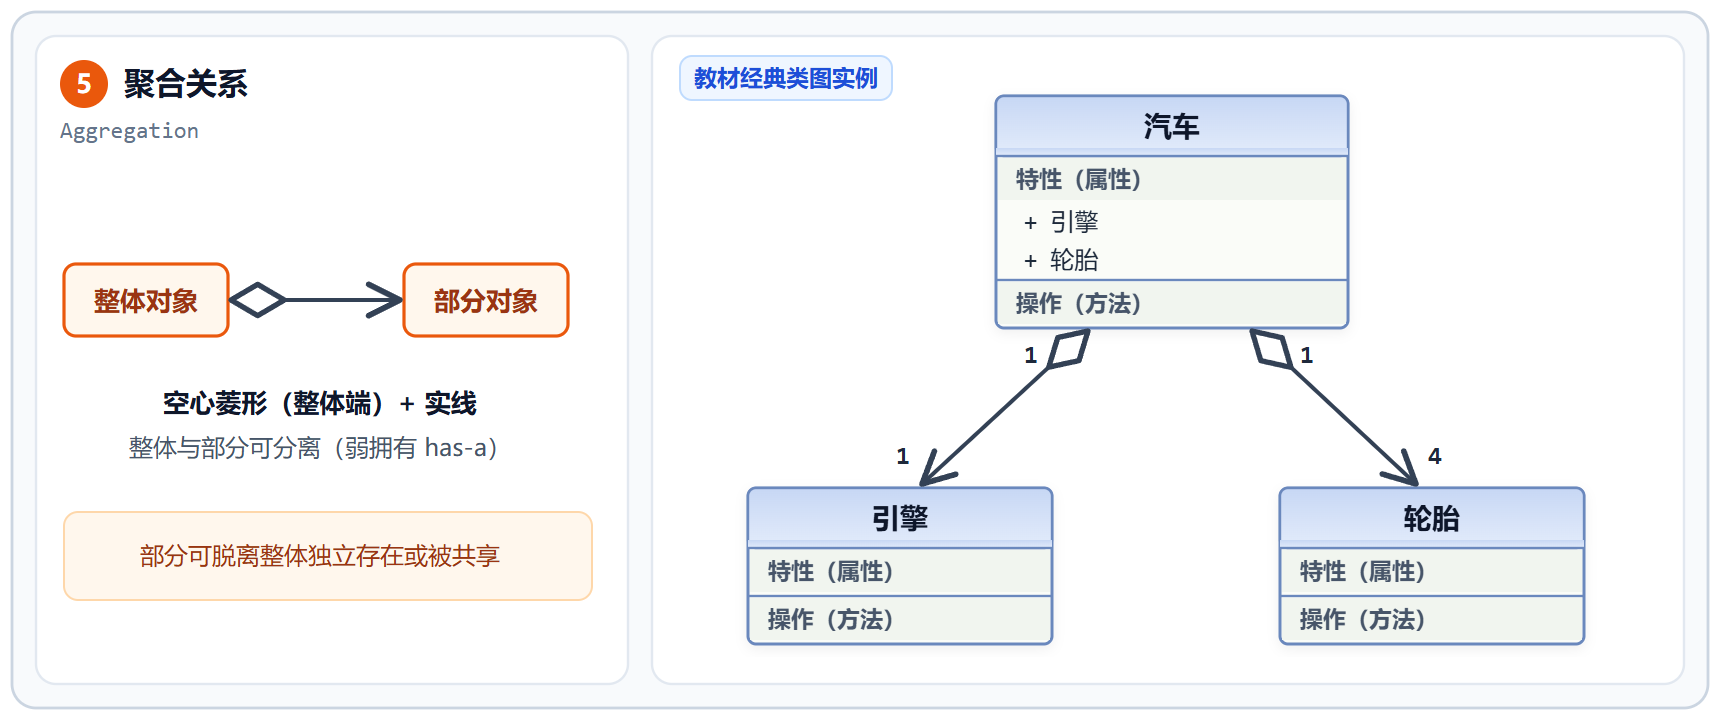 5 聚合关系
Aggregation
整体对象
部分对象
空心菱形（整体端）+ 实线
整体与部分可分离（弱拥有 has-a）
部分可脱离整体独立存在或被共享
教材经典类图实例
汽车
特性（属性）
+ 引擎
+ 轮胎
操作（方法）
1
1
1
4
引擎
特性（属性）
操作（方法）
轮胎
特性（属性）
操作（方法）